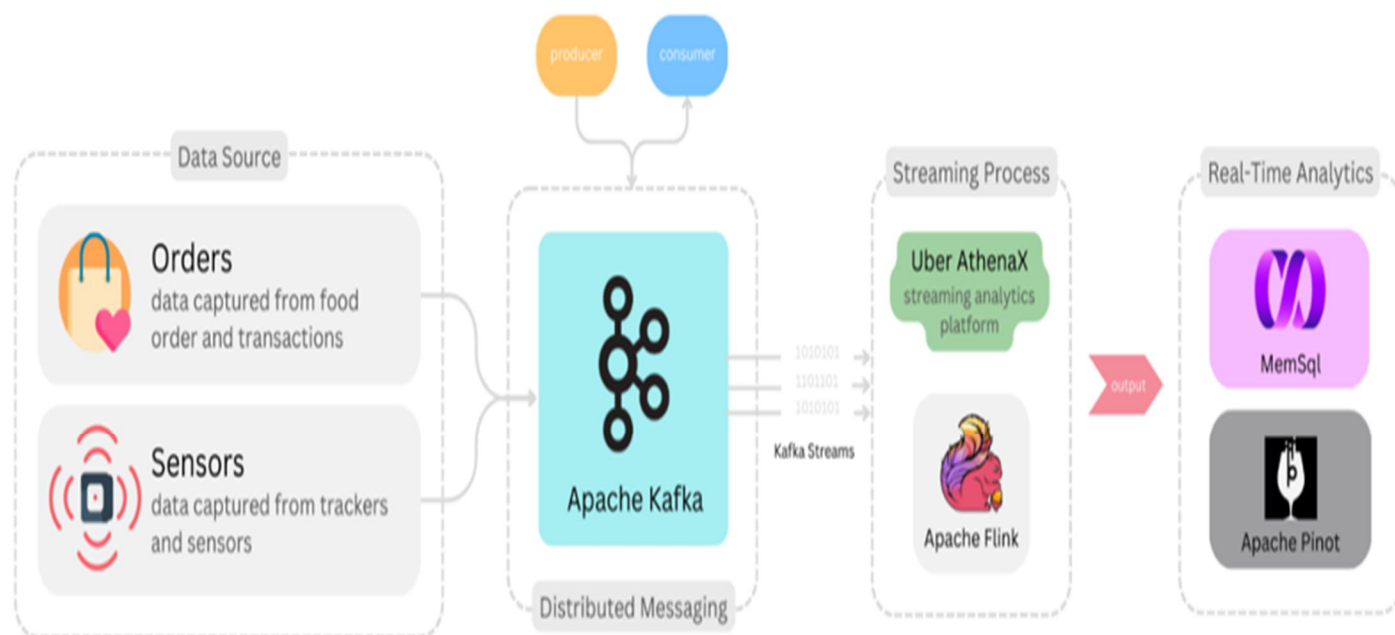 producer
consumer
Data Source
Orders
data captured from food
order and transactions
Sensors
data captured from trackers
and sensors
Apache Kafka
Distributed Messaging
1010101
1101101
1010101
Kafka Streams
Streaming Process
Uber AthenaX
streaming analytics
platform
Apache Flink
output
Real-Time Analytics
MemSql
p
Apache Pinot